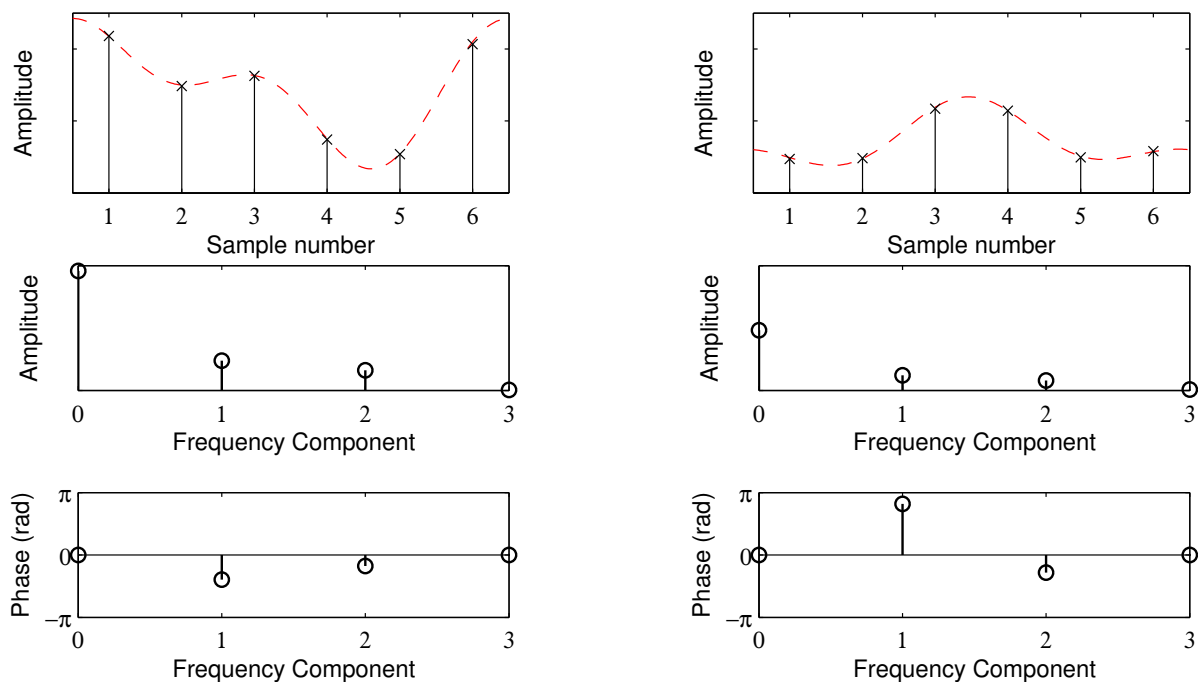 Amplitude
1 2 3 4 5 6
Sample number
Amplitude
1 2 3 4 5 6
Sample number
Amplitude
0 1 2 3
Frequency Component
Amplitude
0 1 2 3
Frequency Component
Phase (rad)
π
0
−π
0 1 2 3
Frequency Component
Phase (rad)
π
0
−π
0 1 2 3
Frequency Component